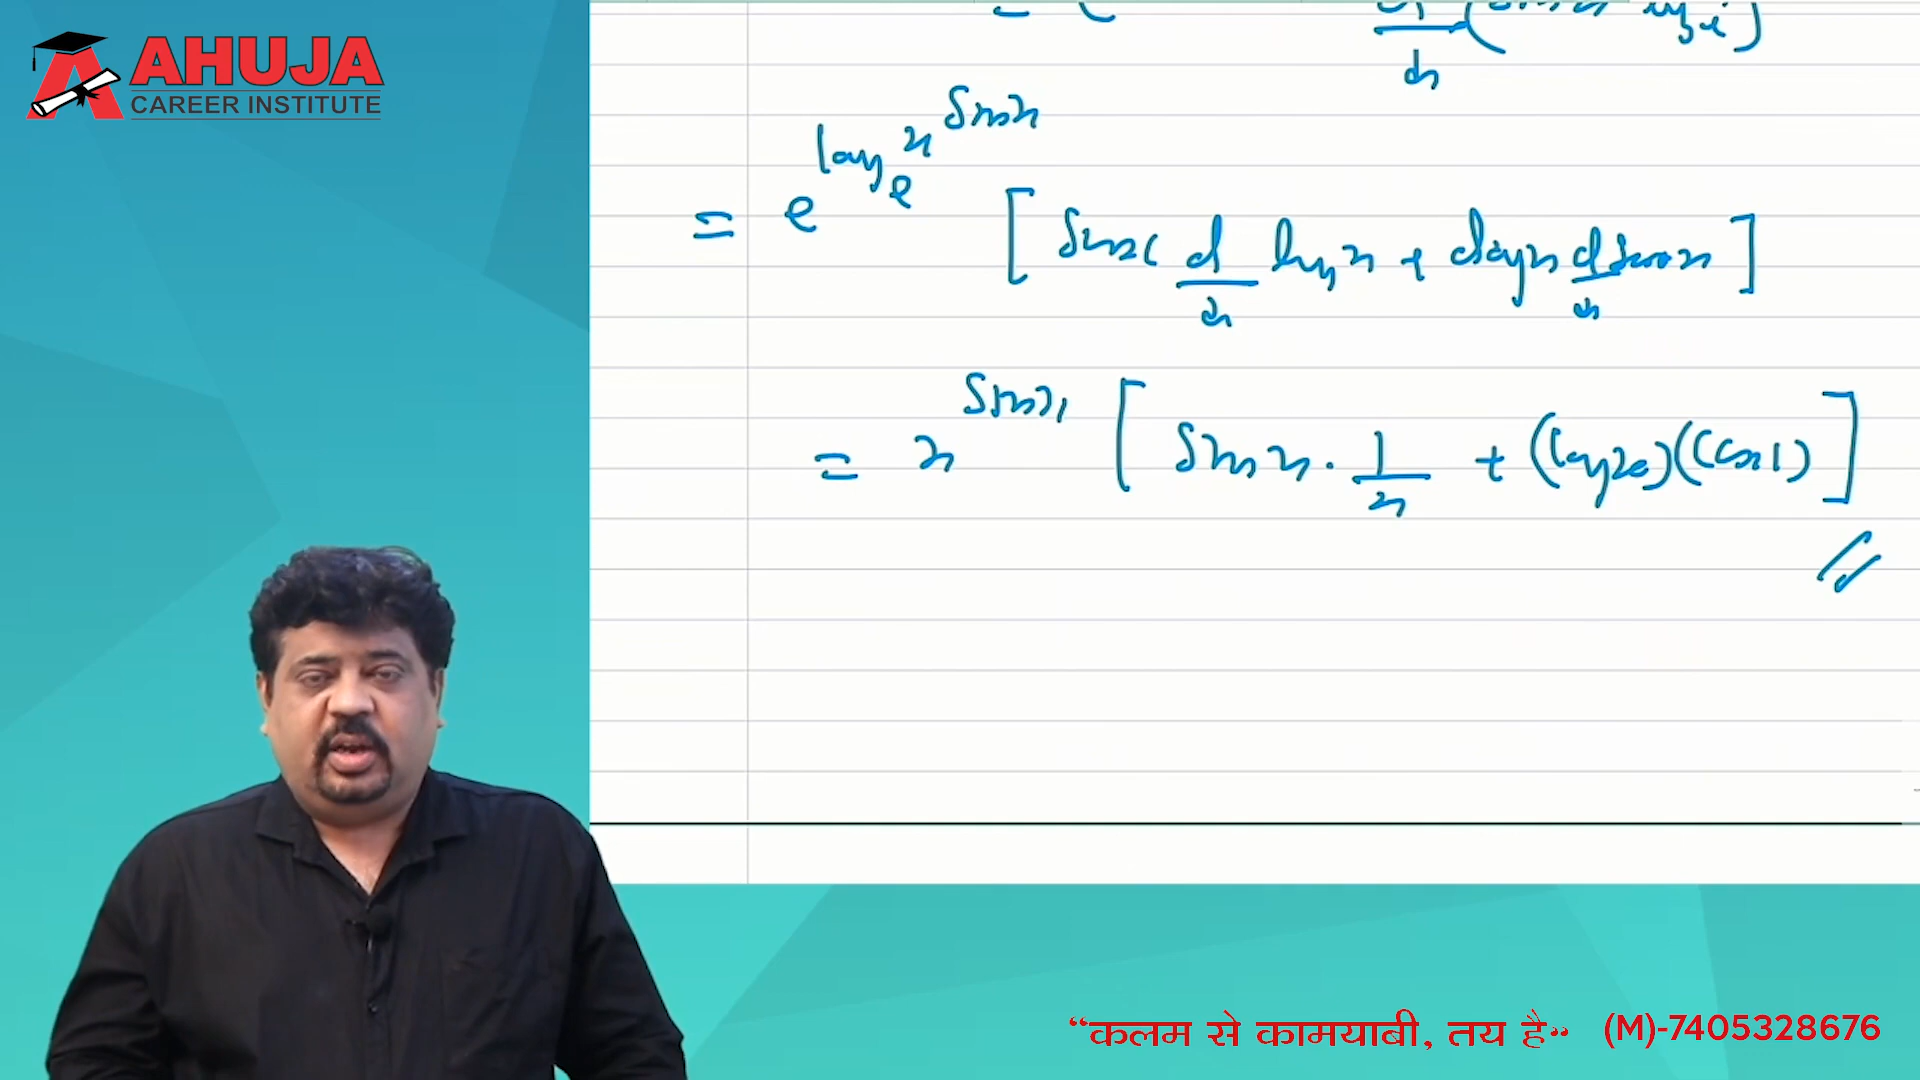 AHUJA
CAREER INSTITUTE
= e^{log_e x^{sin x}} [ sin x d/dx log x + log x d/dx sin x ]
= x^{sin x} [ sin x · 1/x + (log x)(cos x) ]
“कलम से कामयाबी, तय है” (M)-7405328676